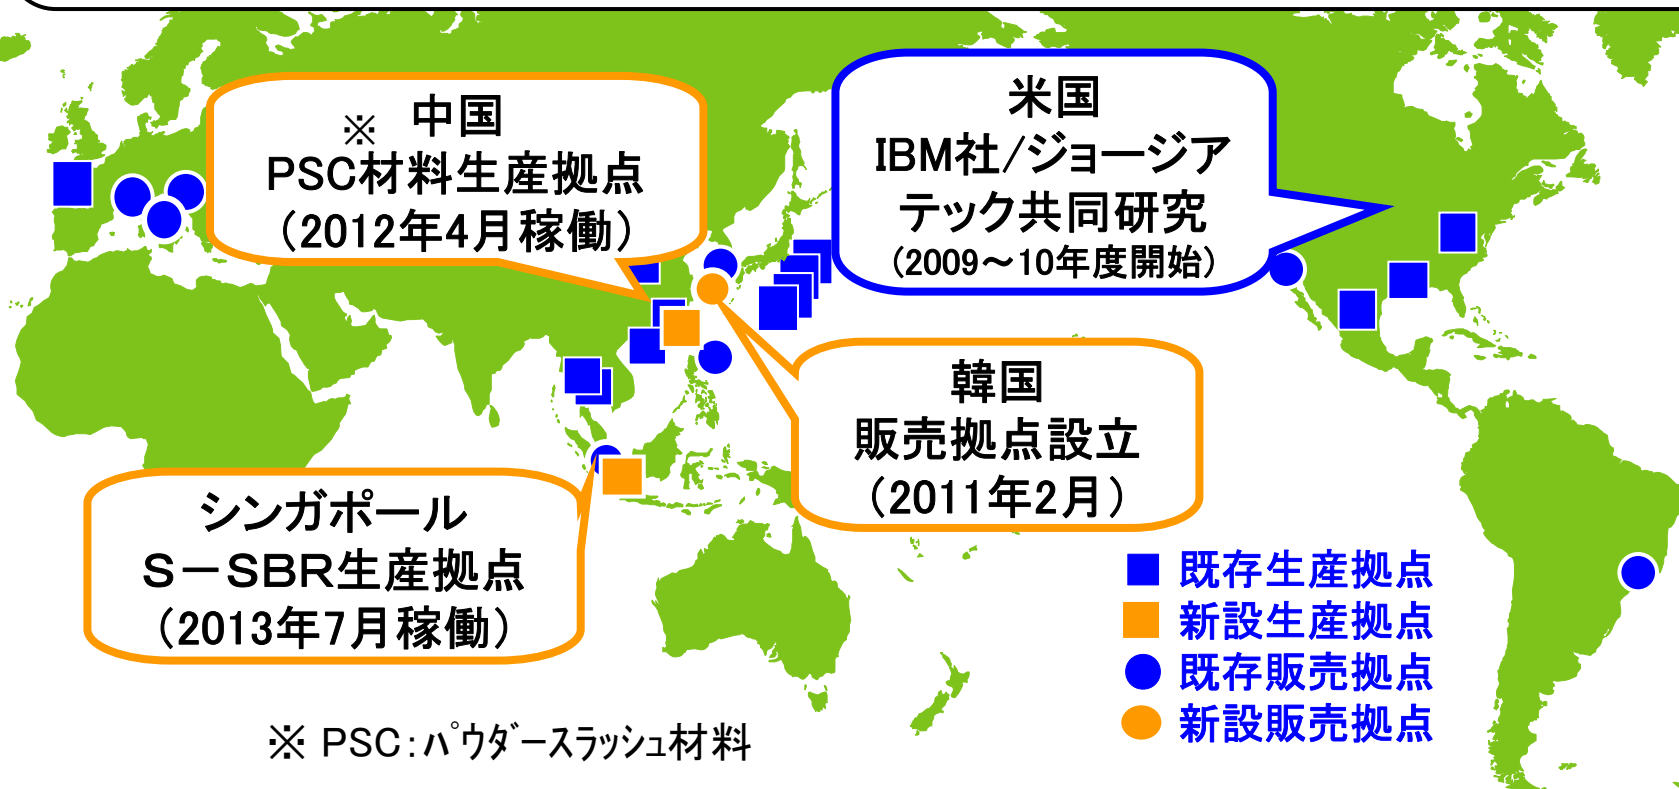 中国
※
PSC材料生産拠点
（2012年4月稼働）
米国
IBM社/ジョージア
テック共同研究
（2009～10年度開始）
韓国
販売拠点設立
（2011年2月）
シンガポール
Ｓ－ＳＢＲ生産拠点
（2013年7月稼働）
既存生産拠点
新設生産拠点
既存販売拠点
新設販売拠点
※ PSC：ﾊﾟｳﾀﾞｰｽﾗｯｼｭ材料